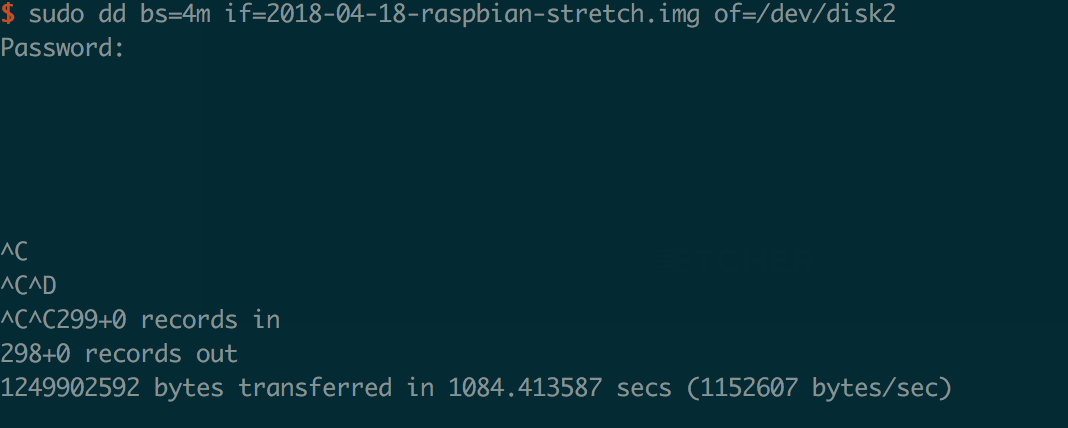 $ sudo dd bs=4m if=2018-04-18-raspbian-stretch.img of=/dev/disk2
Password:
^C
^C^D
^C^C299+0 records in
298+0 records out
1249902592 bytes transferred in 1084.413587 secs (1152607 bytes/sec)